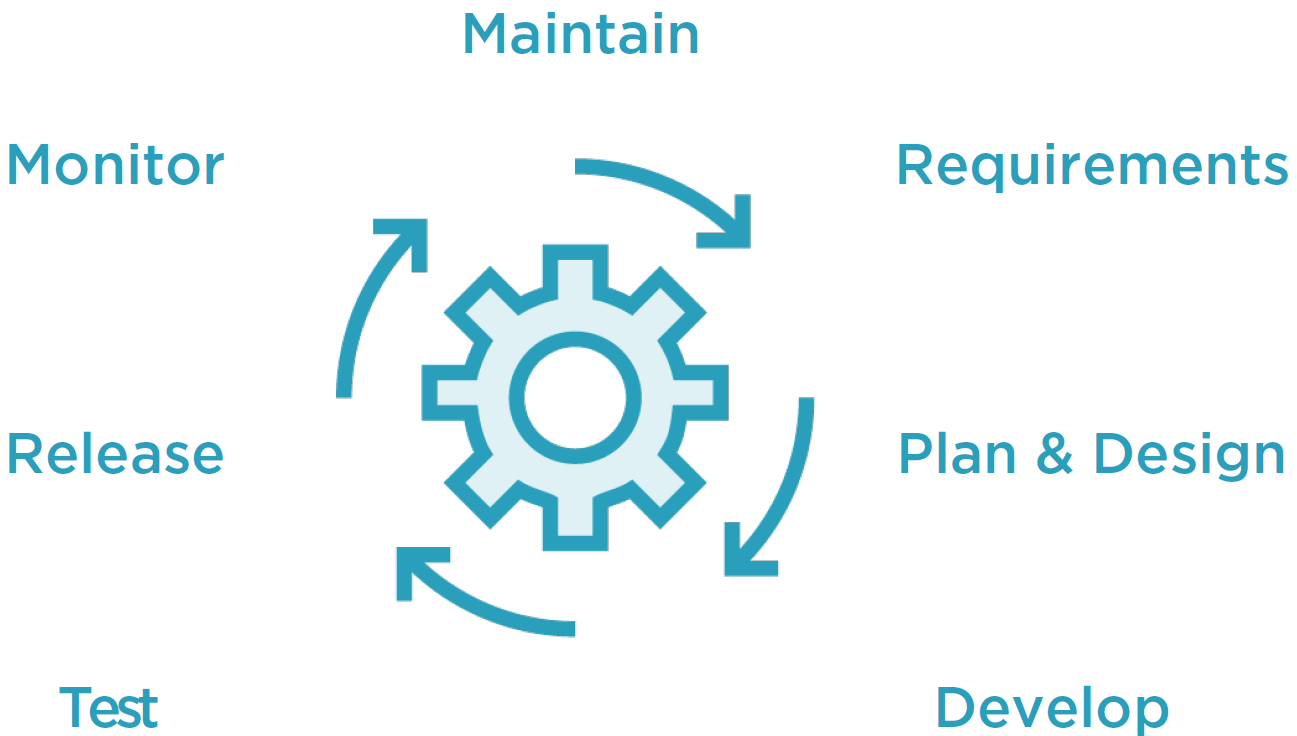 Maintain
Monitor
Requirements
Release
Plan & Design
Test
Develop